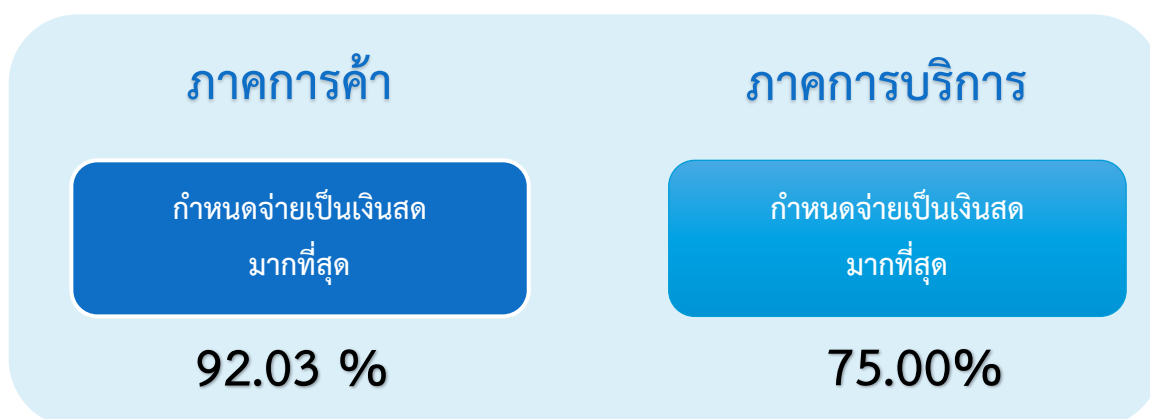 ภาคการค้า
ภาคการบริการ
กำหนดจ่ายเป็นเงินสด
มากที่สุด
กำหนดจ่ายเป็นเงินสด
มากที่สุด
92.03 %
75.00%